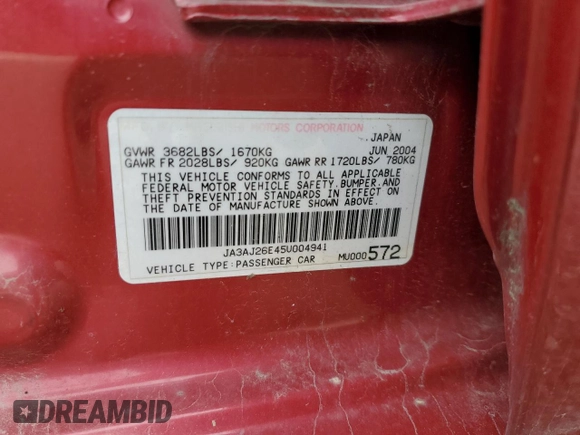 MOTORS CORPORATION
JAPAN
GVWR 3682LBS/ 1670KG JUN 2004
GAWR FR 2028LBS/ 920KG GAWR RR 1720LBS/ 780KG
THIS VEHICLE CONFORMS TO ALL APPLICABLE
FEDERAL MOTOR VEHICLE SAFETY, BUMPER, AND
THEFT PREVENTION STANDARDS IN EFFECT ON
THE DATE OF MANUFACTURE SHOWN ABOVE.
JA3AJ26E45U004941
VEHICLE TYPE: PASSENGER CAR MU000572
DREAMBID